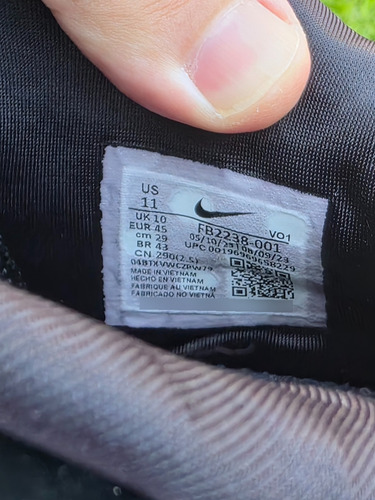 US
11
UK 10
EUR 45
cm 29
BR 43
CN 290(2.5)
FB2238-001
VO1
MADE IN VIETNAM
HECHO EN VIETNAM
FABRIQUE AU VIETNAM
FABRICADO NO VIETNÃ